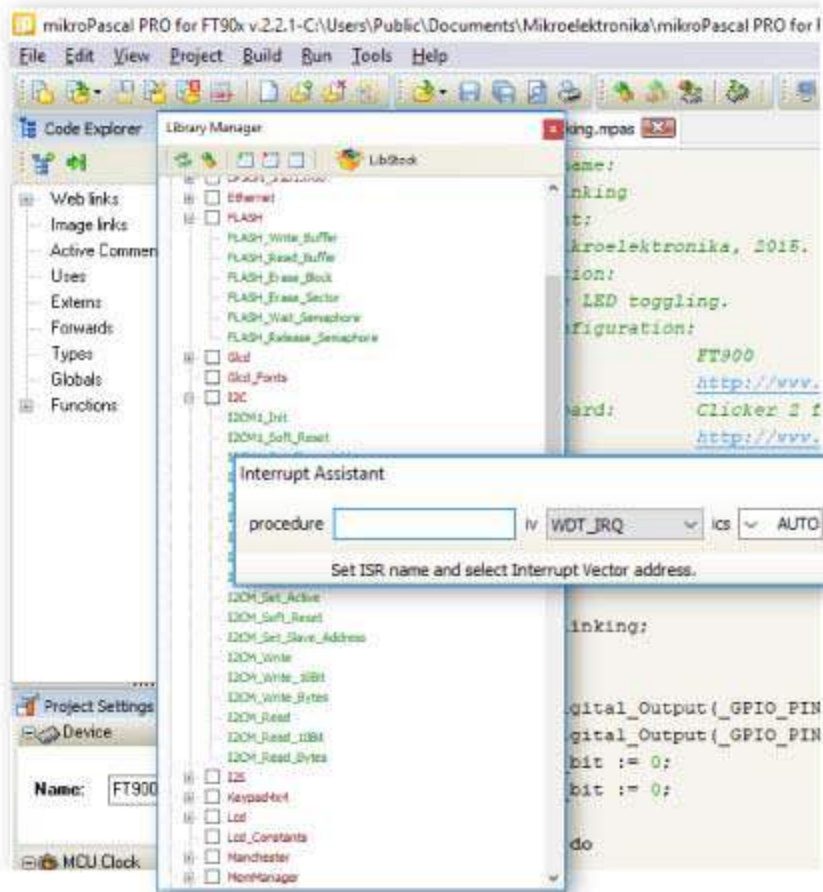 mikroPascal PRO for FT90x v.2.2.1-C:\Users\Public\Documents\Mikroelektronika\mikroPascal PRO for
File Edit View Project Build Run Tools Help
Code Explorer
Web links
Image links
Active Commen
Uses
Externs
Forwards
Types
Globals
Functions
Project Settings
Device
Name: FT900
MCU Clock
Library Manager
LibStock
Ethernet
FLASH
FLASH_Write_Buffer
FLASH_Read_Buffer
FLASH_Erase_Block
FLASH_Erase_Sector
FLASH_Wait_Semaphore
FLASH_Release_Semaphore
Glcd
Glcd_Fonts
I2C
I2CM1_Init
I2CM1_Soft_Reset
I2CM_Set_Active
I2CM_Soft_Reset
I2CM_Set_Slave_Address
I2CM_Write
I2CM_Write_10Bit
I2CM_Write_Bytes
I2CM_Read
I2CM_Read_10Bit
I2CM_Read_Bytes
I2S
Keypad4x4
Lcd
Lcd_Constants
Manchester
MemManager
king.mpas
ame:
nking
t:
kroelektronika, 2015.
ion:
LED toggling.
figuration:
FT900
http://www.
ard: Clicker 2 f
http://www.
Interrupt Assistant
procedure iv WDT_IRQ ics AUTO
Set ISR name and select Interrupt Vector address.
inking;
gital_Output(_GPIO_PIN
gital_Output(_GPIO_PIN
bit := 0;
bit := 0;
do